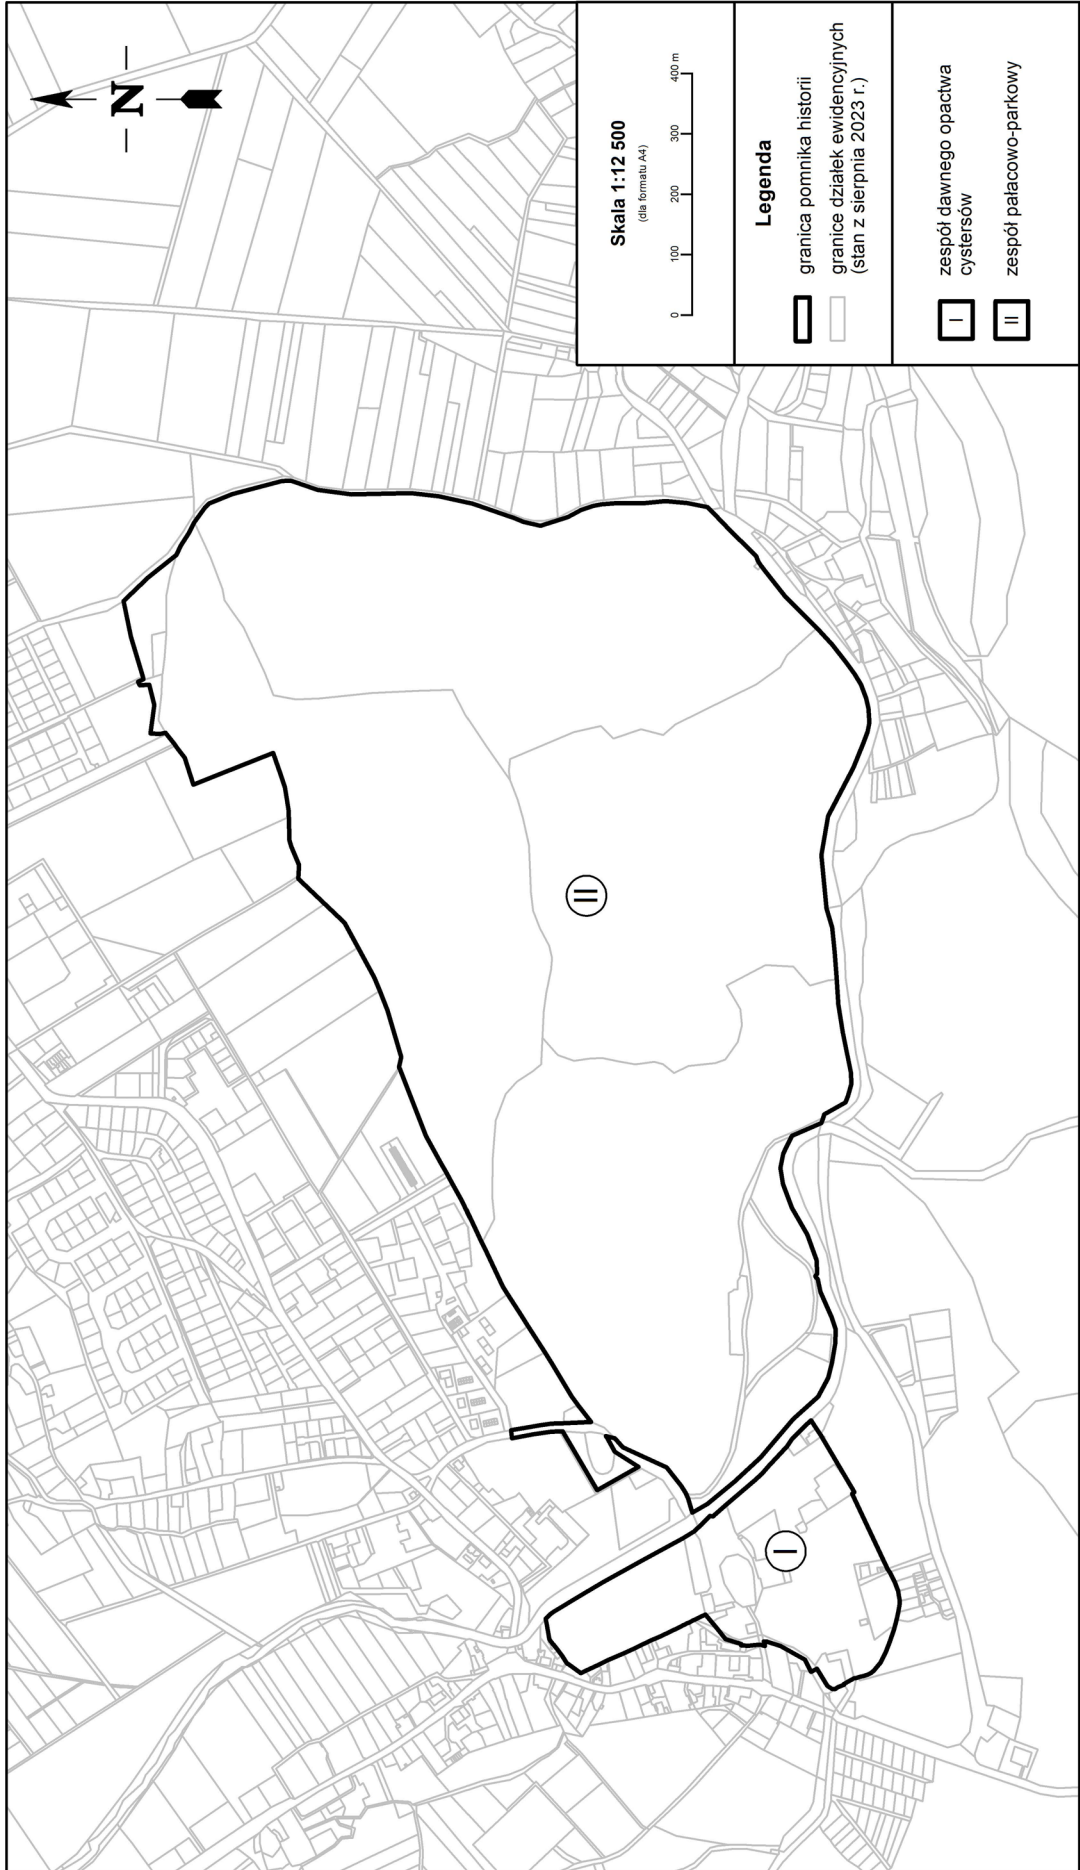 N
Skala 1:12 500
(dla formatu A4)
0 100 200 300 400 m
Legenda
granica pomnika historii
granice działek ewidencyjnych
(stan z sierpnia 2023 r.)
I
zespół dawnego opactwa
cystersów
II
zespół pałacowo-parkowy
II
I